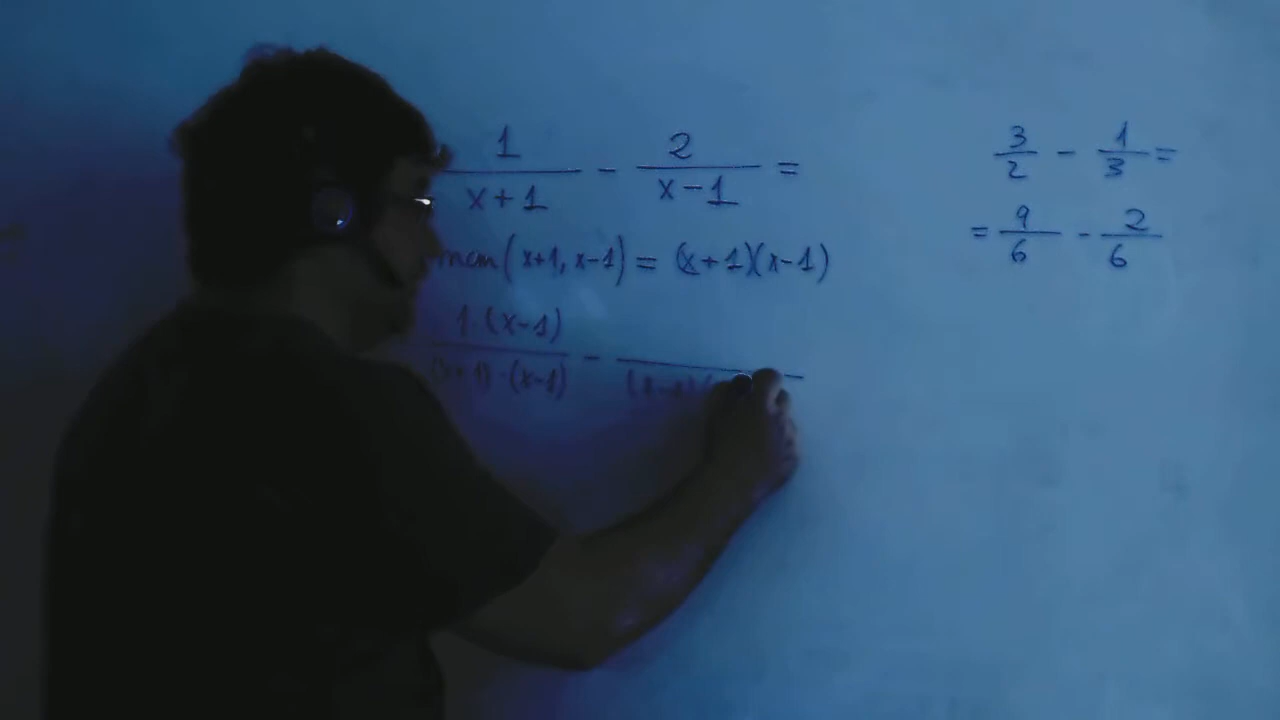 1/(x+1) - 2/(x-1) =
mcm(x+1, x-1) = (x+1)(x-1)
1·(x-1)/((x+1)·(x-1)) -
3/2 - 1/3 =
= 9/6 - 2/6